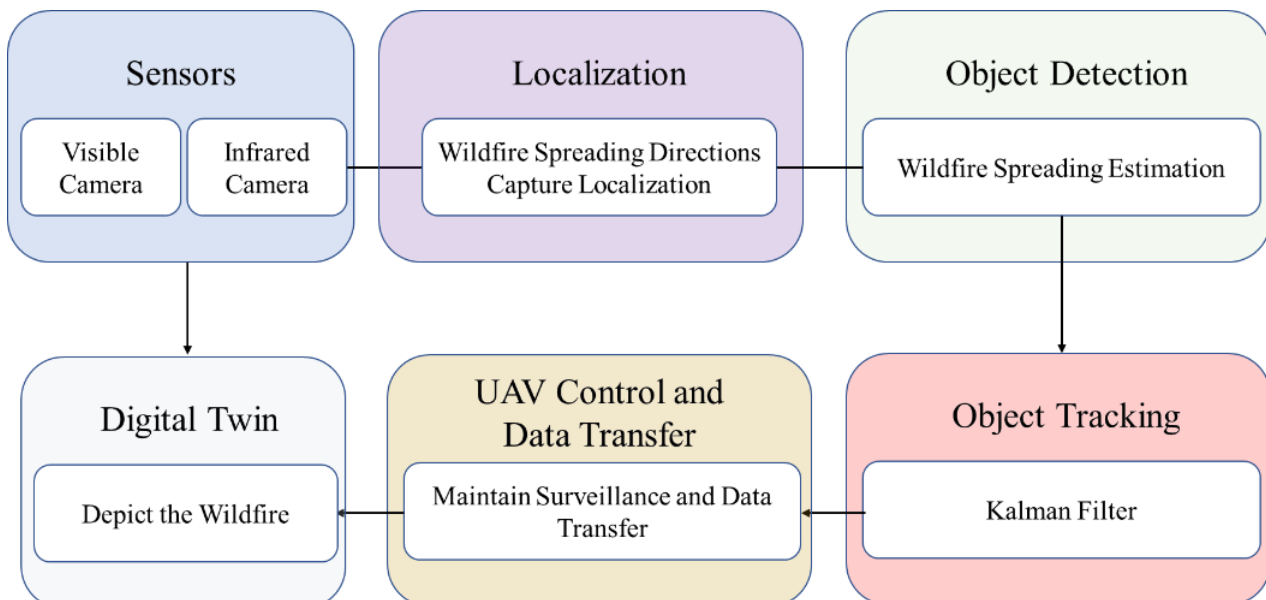 Sensors
Visible
Camera
Infrared
Camera
Localization
Wildfire Spreading Directions
Capture Localization
Object Detection
Wildfire Spreading Estimation
Digital Twin
Depict the Wildfire
UAV Control and
Data Transfer
Maintain Surveillance and Data
Transfer
Object Tracking
Kalman Filter